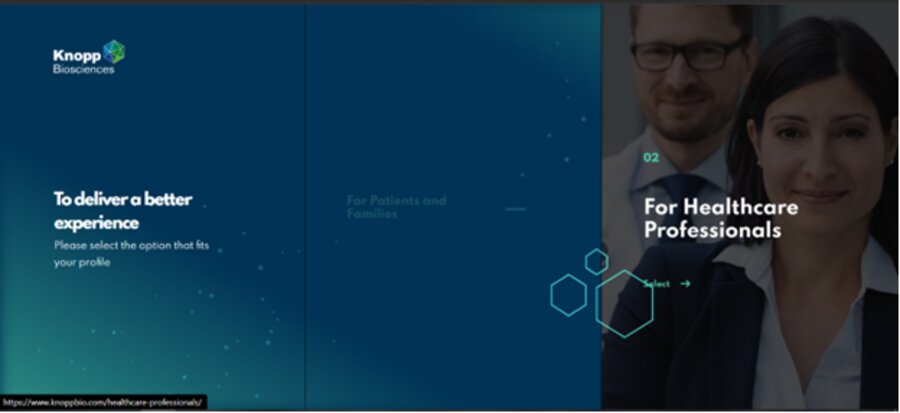 Knopp
Biosciences
To deliver a better
experience
Please select the option that fits
your profile
For Patients and
Families
02
For Healthcare
Professionals
Select
https://www.knoppbio.com/healthcare-professionals/